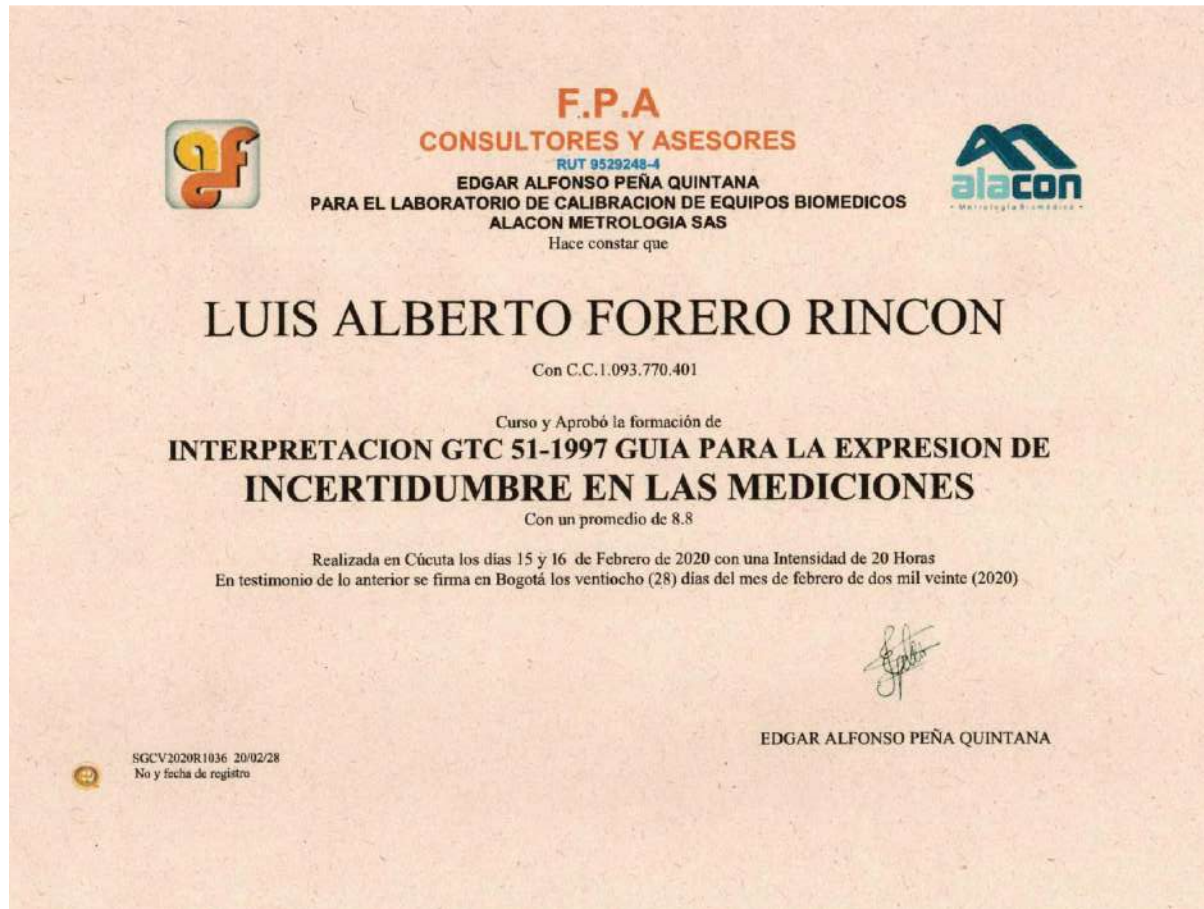 F.P.A
CONSULTORES Y ASESORES
RUT 9529248-4
EDGAR ALFONSO PEÑA QUINTANA
PARA EL LABORATORIO DE CALIBRACION DE EQUIPOS BIOMEDICOS
ALACON METROLOGIA SAS
Hace constar que
alacon
• Metrología Biomédica •
LUIS ALBERTO FORERO RINCON
Con C.C.1.093.770.401
Curso y Aprobó la formación de
INTERPRETACION GTC 51-1997 GUIA PARA LA EXPRESION DE
INCERTIDUMBRE EN LAS MEDICIONES
Con un promedio de 8.8
Realizada en Cúcuta los días 15 y 16 de Febrero de 2020 con una Intensidad de 20 Horas
En testimonio de lo anterior se firma en Bogotá los ventiocho (28) días del mes de febrero de dos mil veinte (2020)
EDGAR ALFONSO PEÑA QUINTANA
SGCV2020R1036 20/02/28
No y fecha de registro